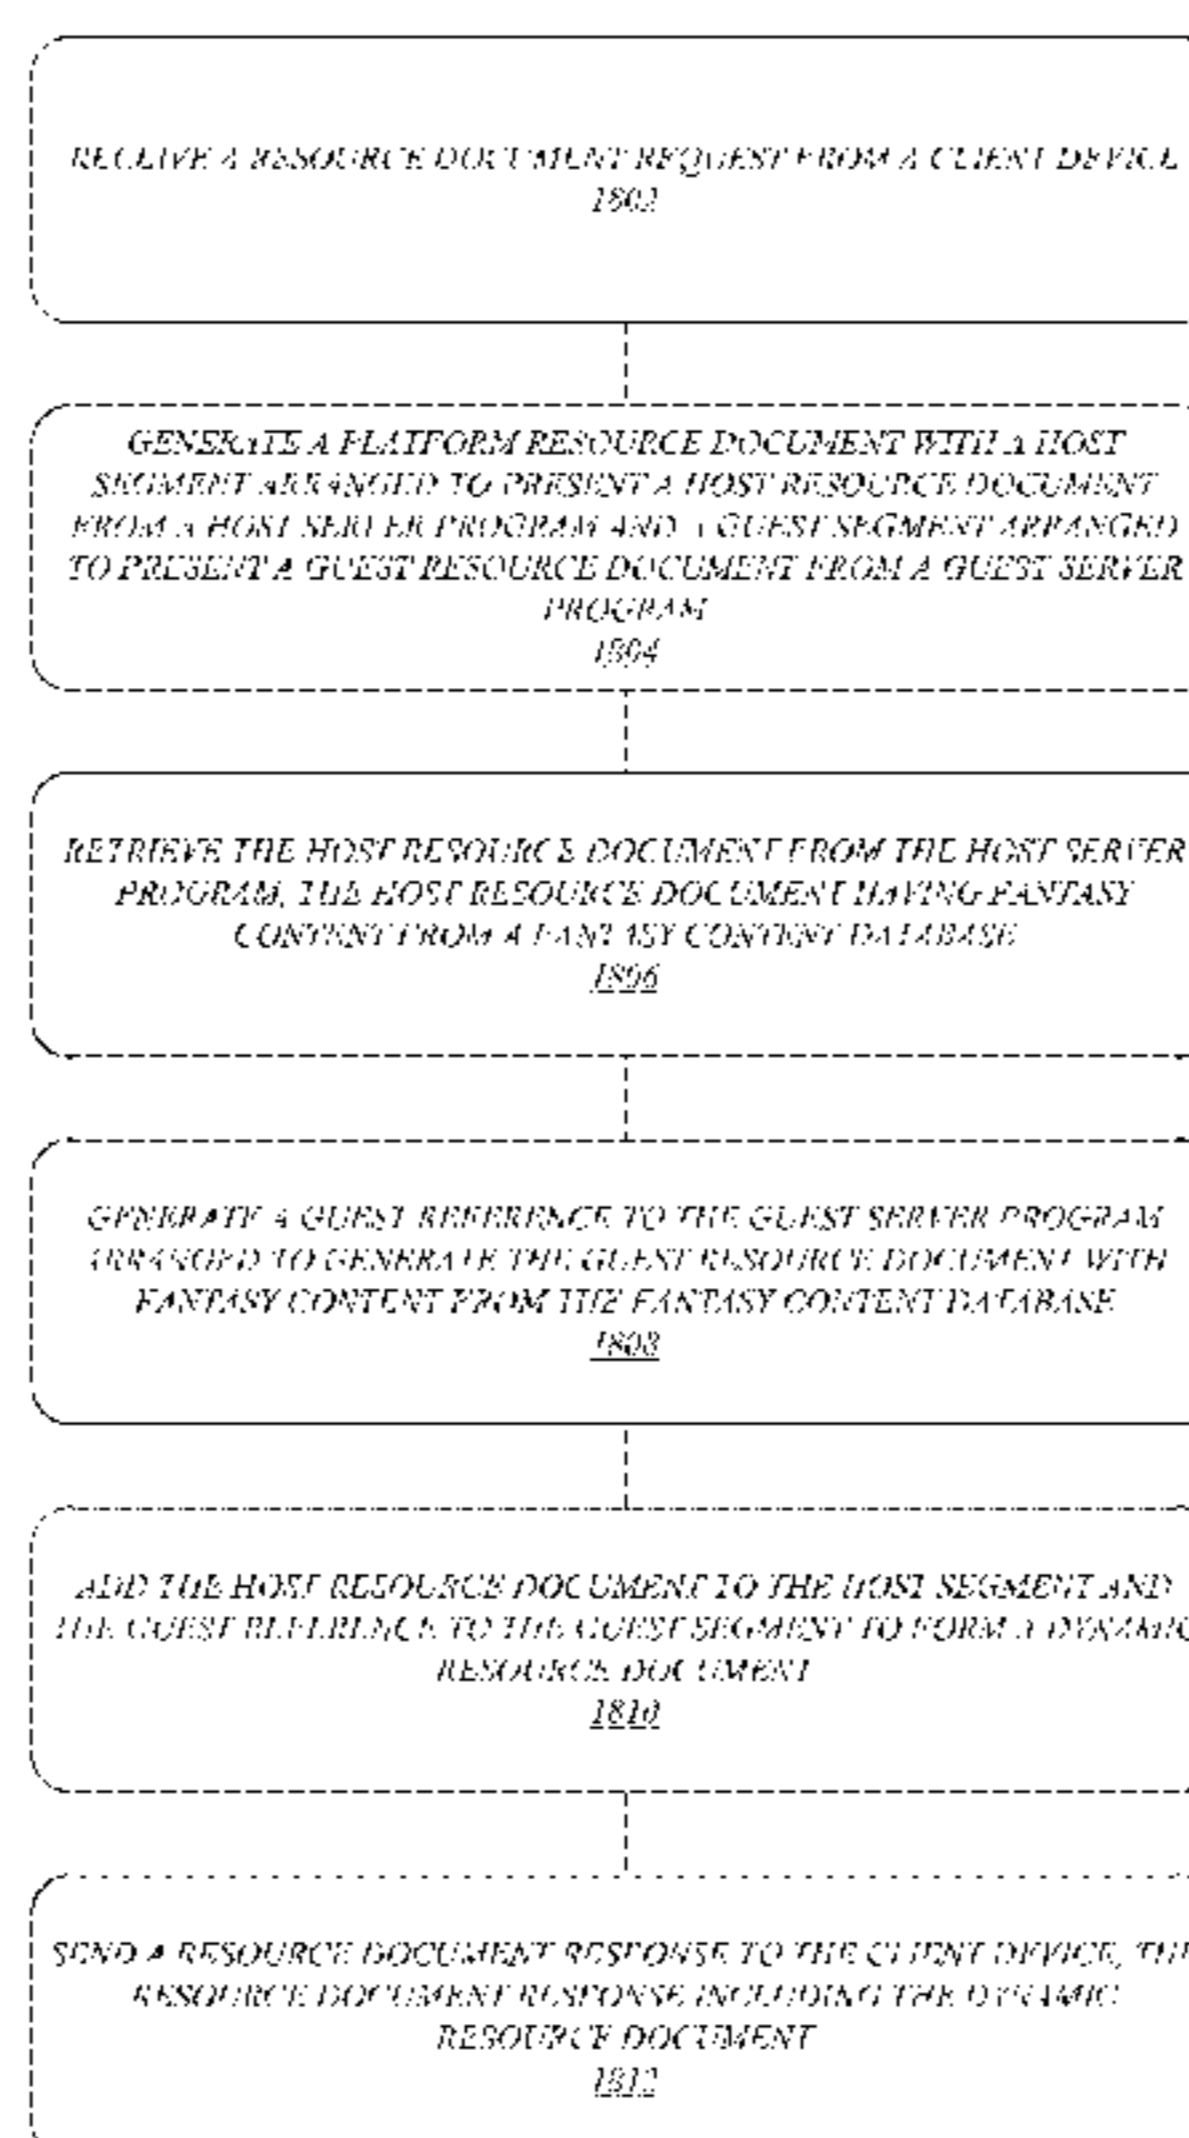 RECEIVE A RESOURCE DOCUMENT REQUEST FROM A CLIENT DEVICE
1802
GENERATE A PLATFORM RESOURCE DOCUMENT WITH A HOST
SEGMENT ARRANGED TO PRESENT A HOST RESOURCE DOCUMENT
FROM A HOST SERVER PROGRAM AND A GUEST SEGMENT ARRANGED
TO PRESENT A GUEST RESOURCE DOCUMENT FROM A GUEST SERVER
PROGRAM
1804
RETRIEVE THE HOST RESOURCE DOCUMENT FROM THE HOST SERVER
PROGRAM, THE HOST RESOURCE DOCUMENT HAVING FANTASY
CONTENT FROM A FANTASY CONTENT DATABASE
1806
GENERATE A GUEST REFERENCE TO THE GUEST SERVER PROGRAM
ARRANGED TO GENERATE THE GUEST RESOURCE DOCUMENT WITH
FANTASY CONTENT FROM THE FANTASY CONTENT DATABASE
1808
ADD THE HOST RESOURCE DOCUMENT TO THE HOST SEGMENT AND
THE GUEST REFERENCE TO THE GUEST SEGMENT TO FORM A DYNAMIC
RESOURCE DOCUMENT
1810
SEND A RESOURCE DOCUMENT RESPONSE TO THE CLIENT DEVICE, THE
RESOURCE DOCUMENT RESPONSE INCLUDING THE DYNAMIC
RESOURCE DOCUMENT
1812